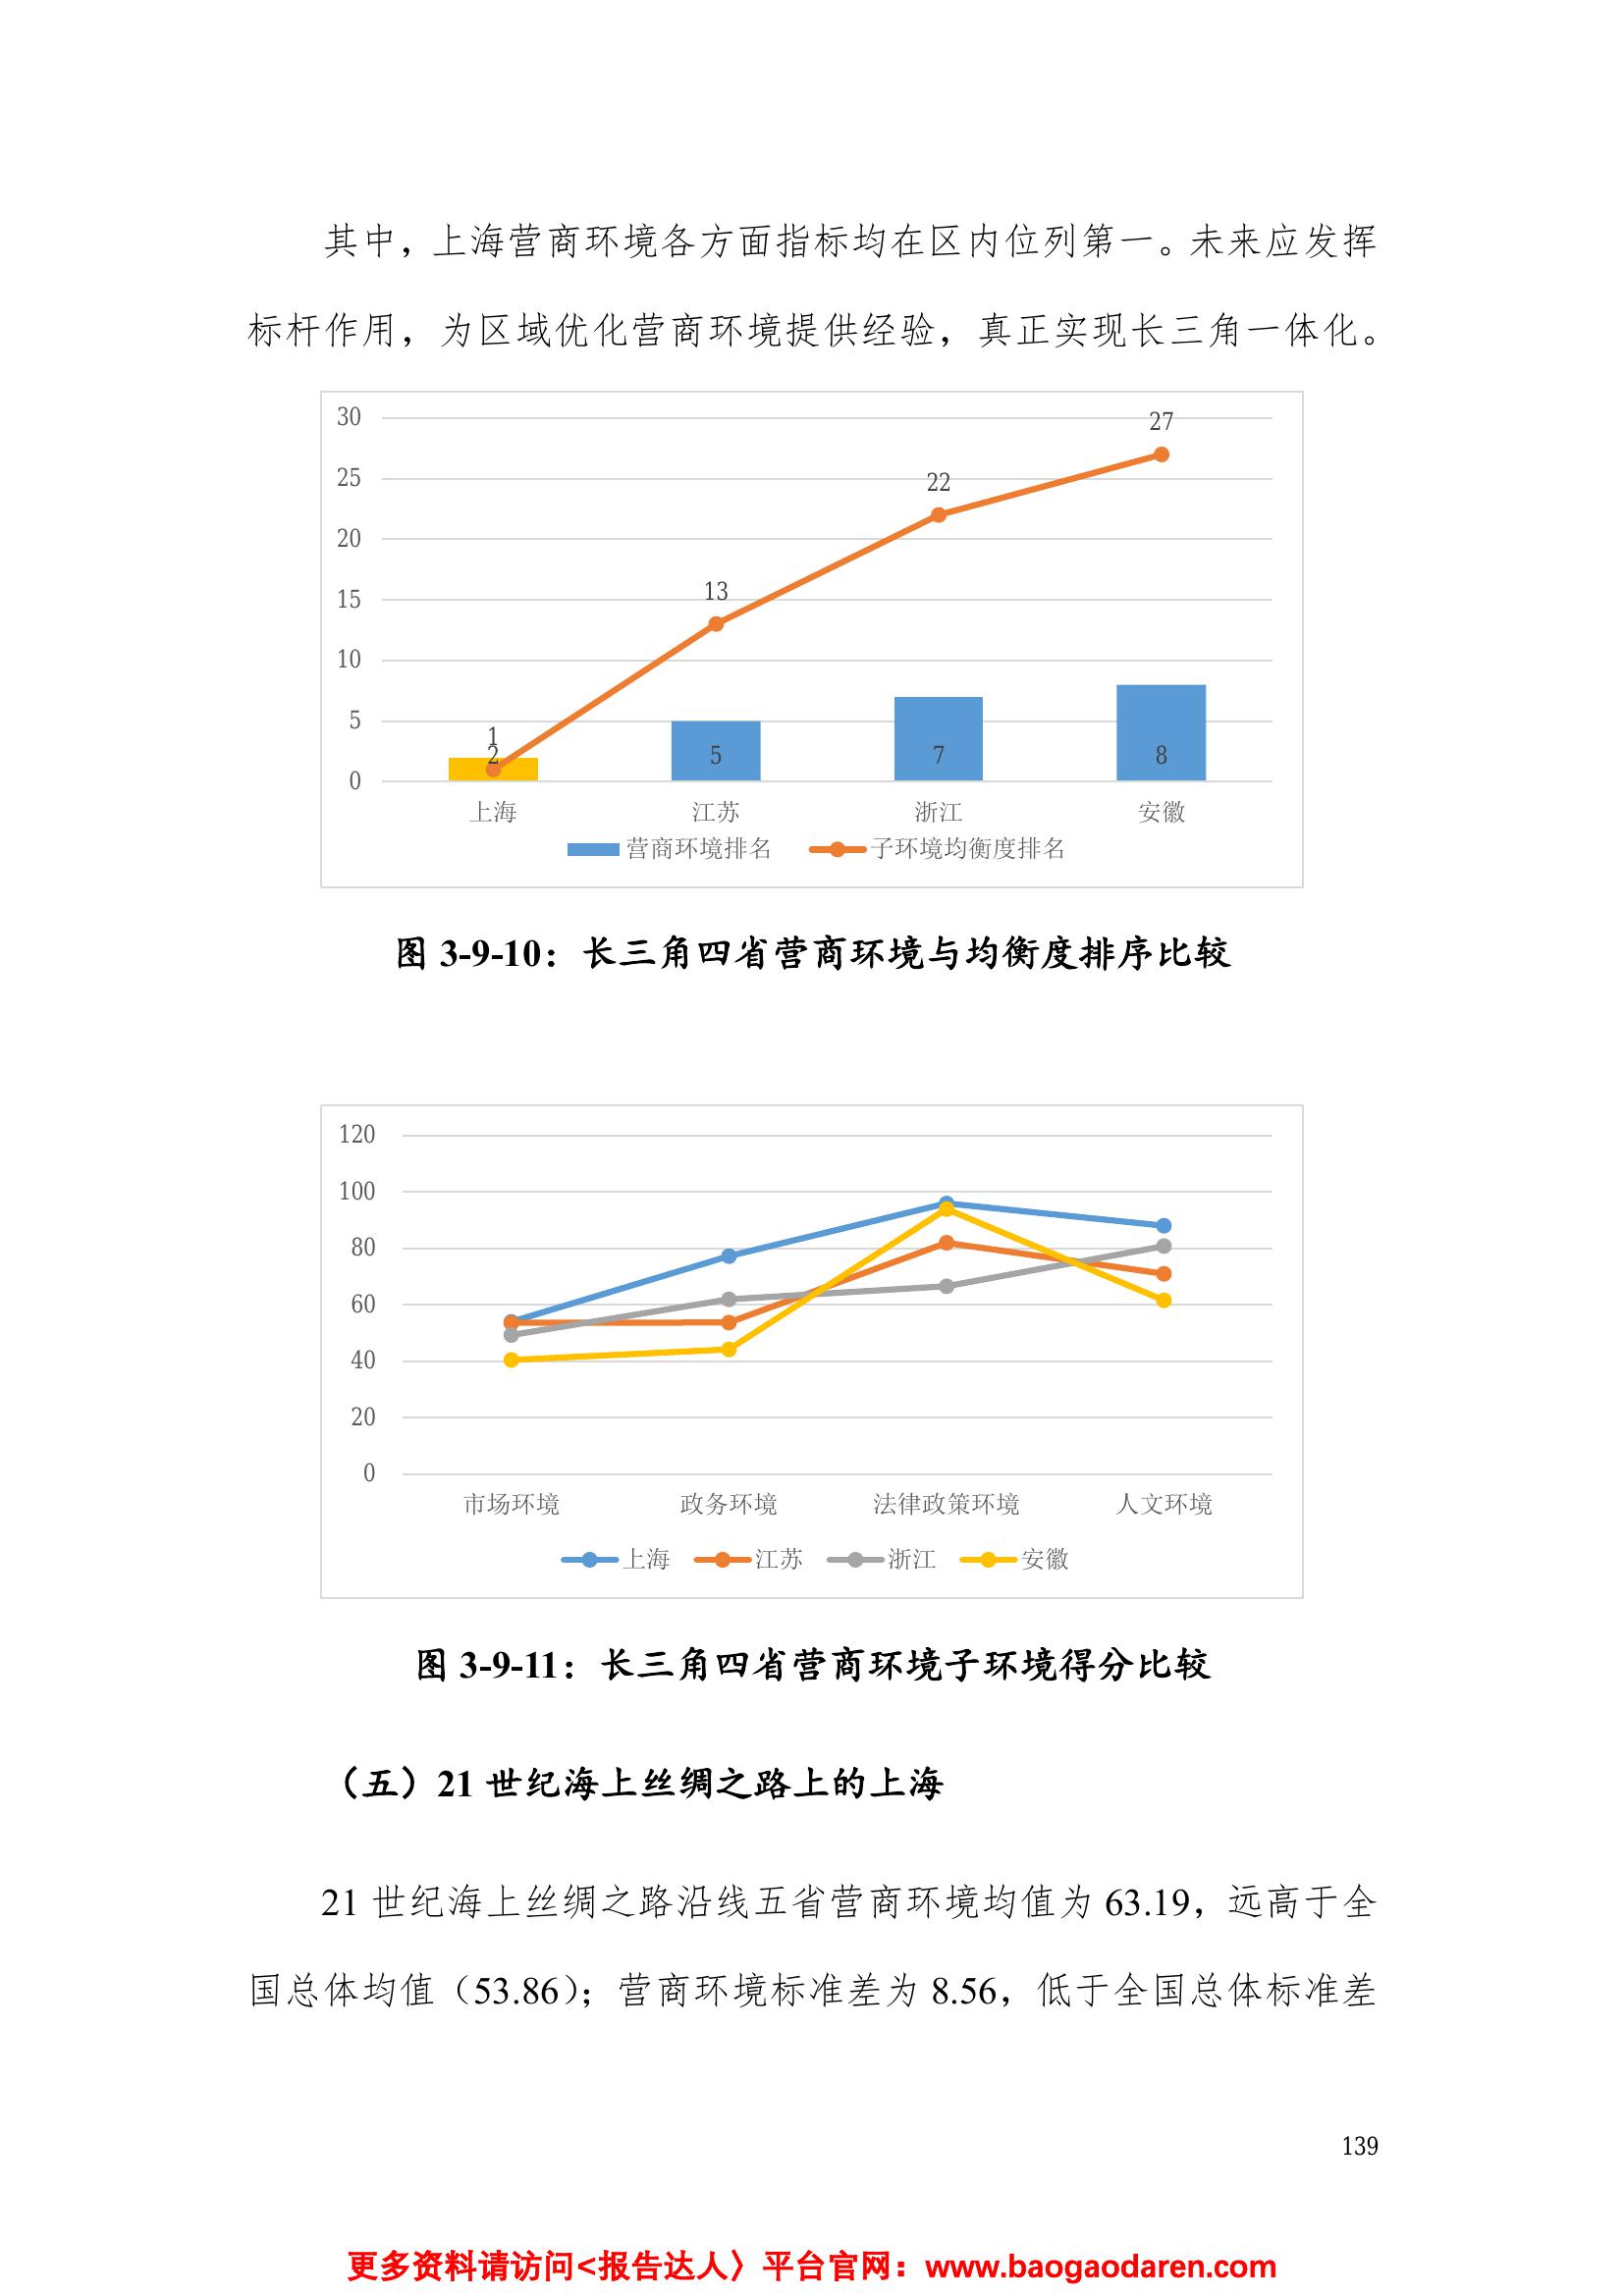 其中，上海营商环境各方面指标均在区内位列第一。未来应发挥
标杆作用，为区域优化营商环境提供经验，真正实现长三角一体化。
30
25
20
15
10
5
0
1
2
13
5
22
7
27
8
上海 江苏 浙江 安徽
营商环境排名 子环境均衡度排名
图 3-9-10：长三角四省营商环境与均衡度排序比较
120
100
80
60
40
20
0
市场环境 政务环境 法律政策环境 人文环境
上海 江苏 浙江 安徽
图 3-9-11：长三角四省营商环境子环境得分比较
（五）21 世纪海上丝绸之路上的上海
21 世纪海上丝绸之路沿线五省营商环境均值为 63.19，远高于全
国总体均值（53.86）；营商环境标准差为 8.56，低于全国总体标准差
139
更多资料请访问<报告达人〉平台官网：www.baogaodaren.com